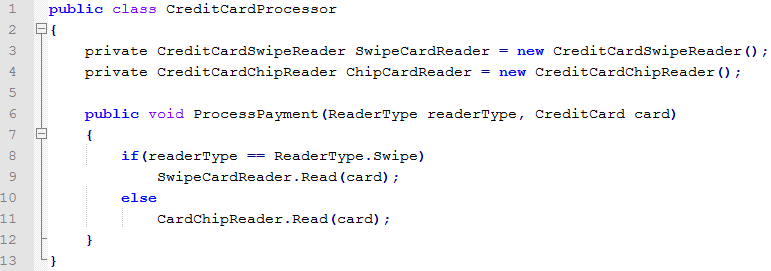 1 public class CreditCardProcessor
2 {
3 private CreditCardSwipeReader SwipeCardReader = new CreditCardSwipeReader();
4 private CreditCardChipReader ChipCardReader = new CreditCardChipReader();
5
6 public void ProcessPayment(ReaderType readerType, CreditCard card)
7 {
8 if(readerType == ReaderType.Swipe)
9 SwipeCardReader.Read(card);
10 else
11 CardChipReader.Read(card);
12 }
13 }